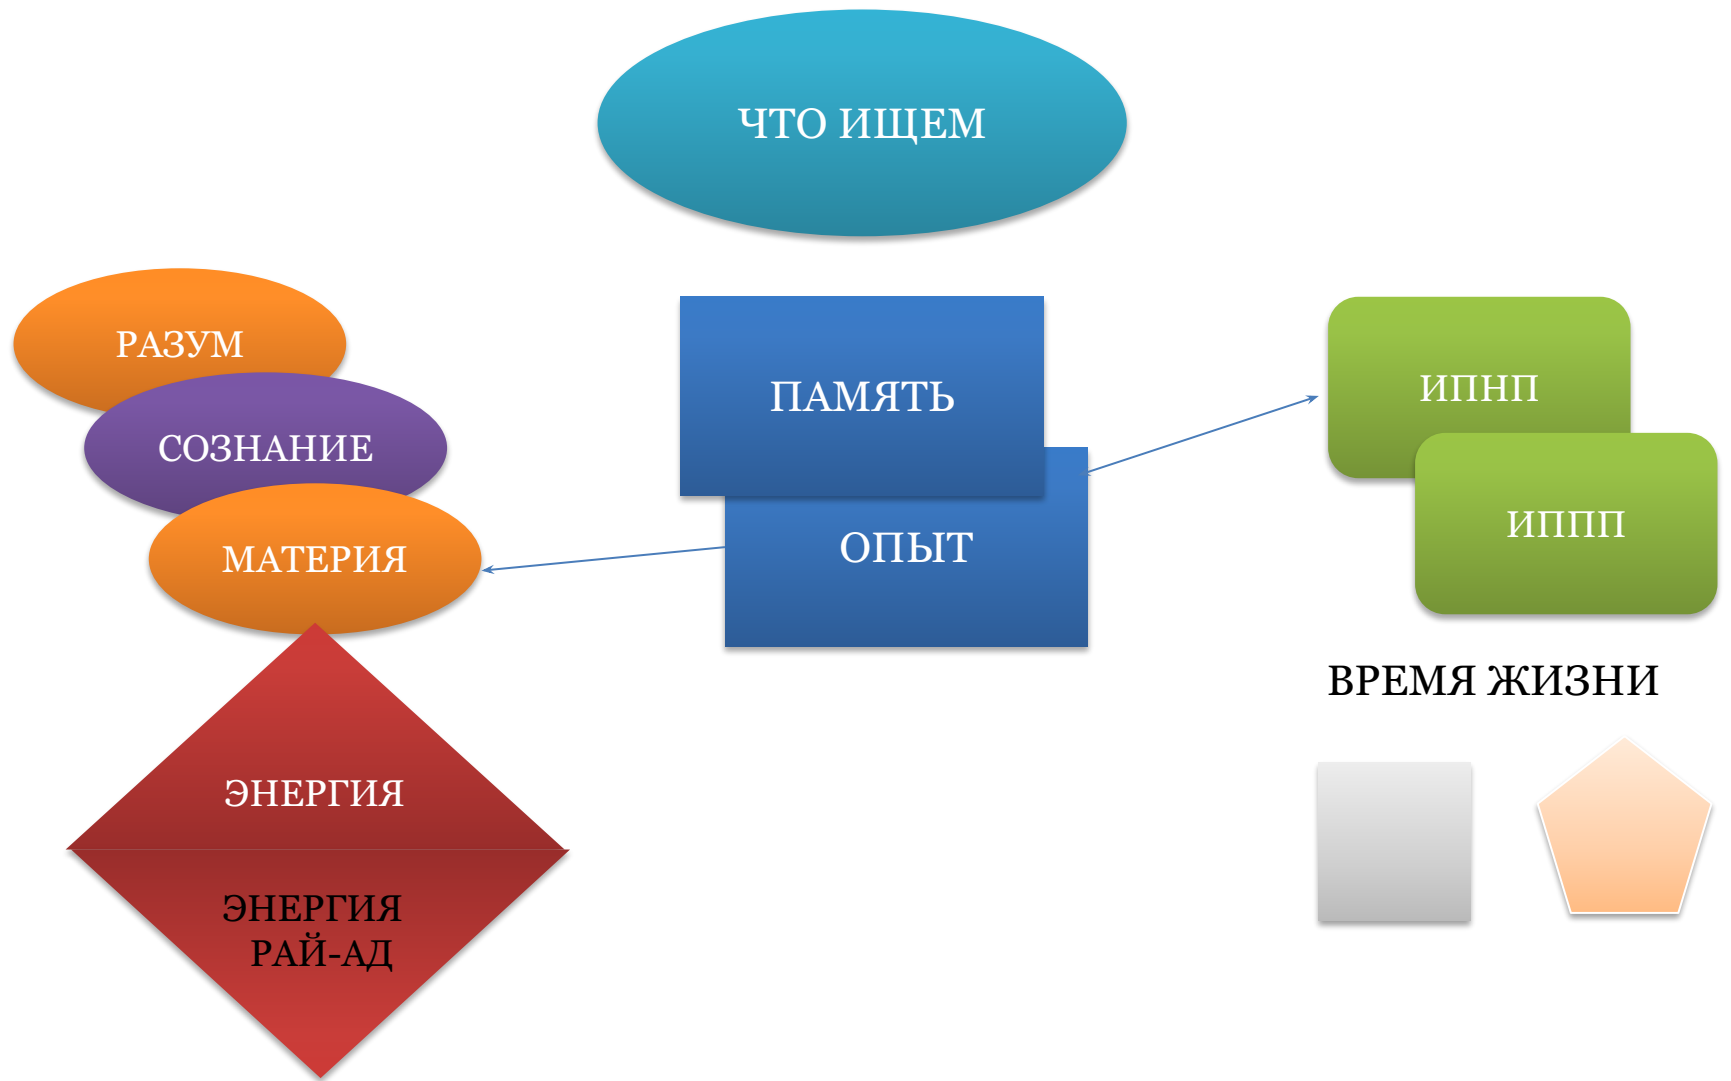 ЧТО ИЩЕМ
РАЗУМ
СОЗНАНИЕ
МАТЕРИЯ
ЭНЕРГИЯ
ЭНЕРГИЯ
РАЙ-АД
ПАМЯТЬ
ОПЫТ
ИПНП
ИППП
ВРЕМЯ ЖИЗНИ